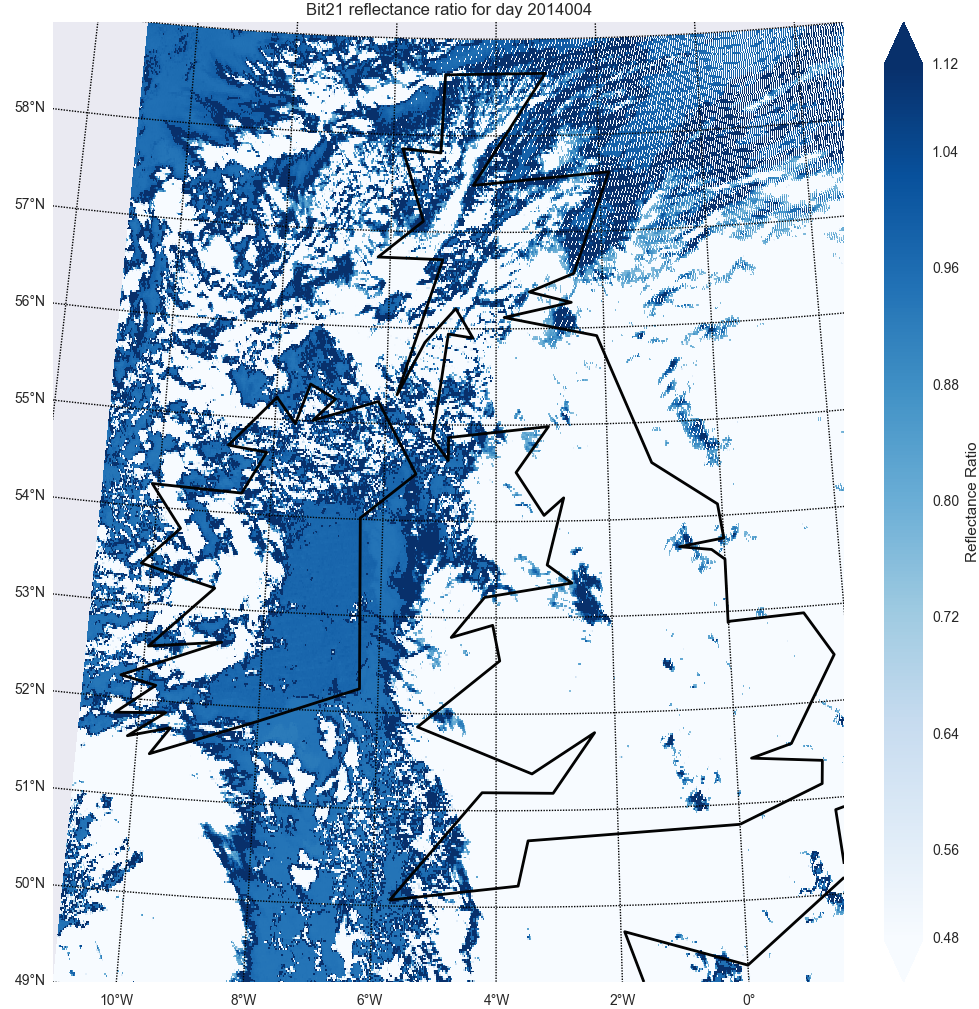 Bit21 reflectance ratio for day 2014004
58°N
57°N
56°N
55°N
54°N
53°N
52°N
51°N
50°N
49°N
10°W
8°W
6°W
4°W
2°W
0°
1.12
1.04
0.96
0.88
0.80
0.72
0.64
0.56
0.48
Reflectance Ratio